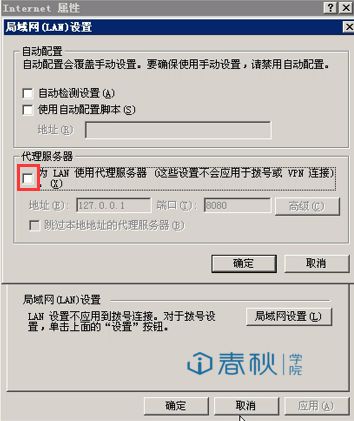 Internet 属性
局域网(LAN)设置
自动配置
自动配置会覆盖手动设置。要确保使用手动设置，请禁用自动配置。
自动检测设置(A)
使用自动配置脚本(S)
地址(R)
代理服务器
为 LAN 使用代理服务器 (这些设置不会应用于拨号或 VPN 连接)
。(X)
地址(E): 127.0.0.1 端口(T): 8080 高级(C)
跳过本地地址的代理服务器(B)
确定 取消
局域网(LAN)设置
LAN 设置不应用到拨号连接。对于拨号设 局域网设置(L)
置，单击上面的“设置”按钮。
春秋学院
确定 取消 应用(A)